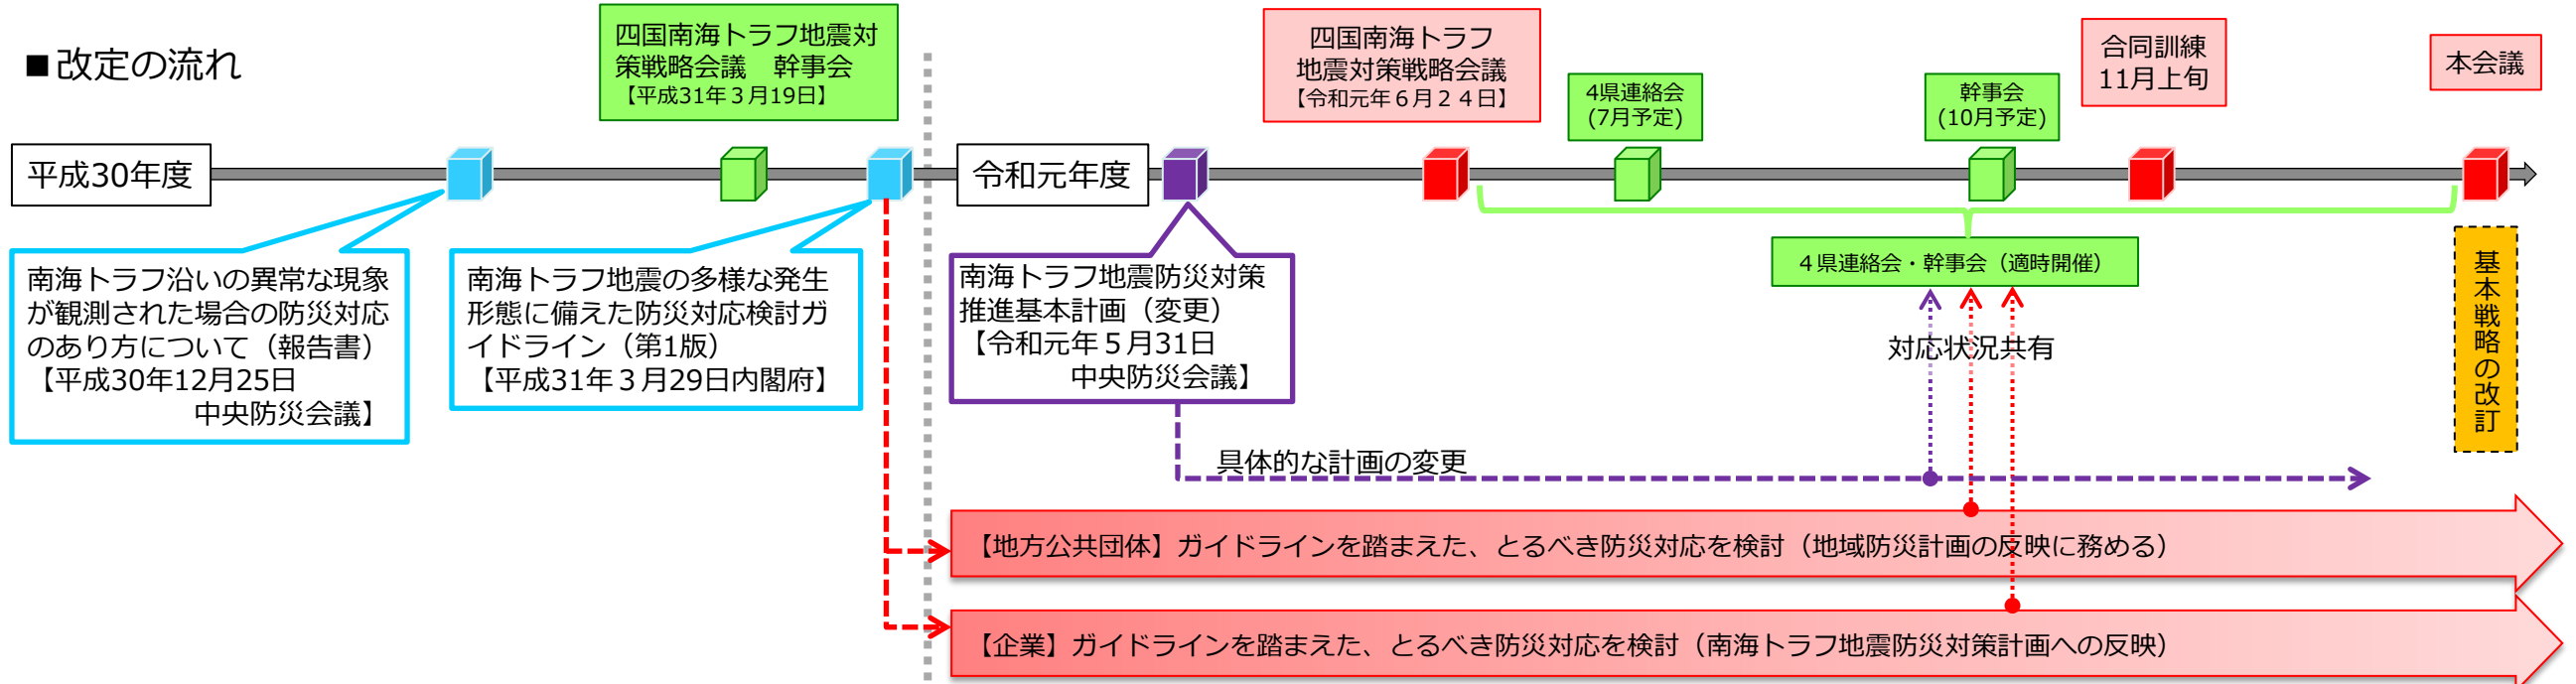 ■改定の流れ
四国南海トラフ地震対
策戦略会議　幹事会
【平成31年３月19日】
四国南海トラフ
地震対策戦略会議
【令和元年６月２４日】
4県連絡会
(7月予定)
幹事会
(10月予定)
合同訓練
11月上旬
本会議
平成30年度
令和元年度
南海トラフ沿いの異常な現象
が観測された場合の防災対応
のあり方について（報告書）
【平成30年12月25日
中央防災会議】
南海トラフ地震の多様な発生
形態に備えた防災対応検討ガ
イドライン（第1版）
【平成31年３月29日内閣府】
南海トラフ地震防災対策
推進基本計画（変更）
【令和元年５月31日
中央防災会議】
４県連絡会・幹事会（適時開催）
対応状況共有
基本戦略の改訂
具体的な計画の変更
【地方公共団体】ガイドラインを踏まえた、とるべき防災対応を検討（地域防災計画の反映に務める）
【企業】ガイドラインを踏まえた、とるべき防災対応を検討（南海トラフ地震防災対策計画への反映）